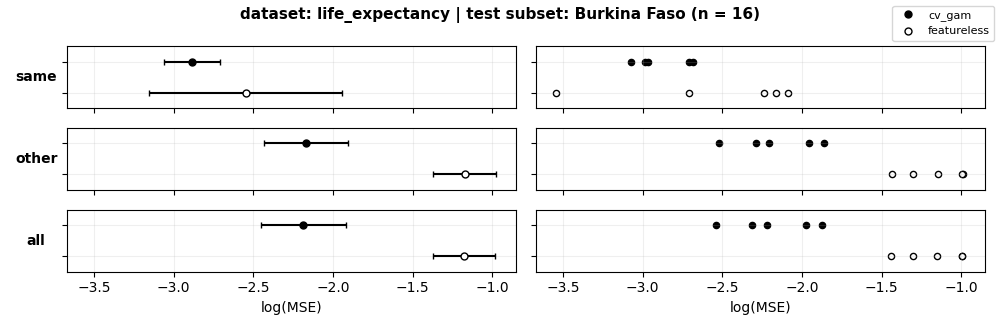 dataset: life_expectancy | test subset: Burkina Faso (n = 16)
cv_gam
featureless
same
other
all
−3.5 −3.0 −2.5 −2.0 −1.5 −1.0 −3.5 −3.0 −2.5 −2.0 −1.5 −1.0
log(MSE) log(MSE)